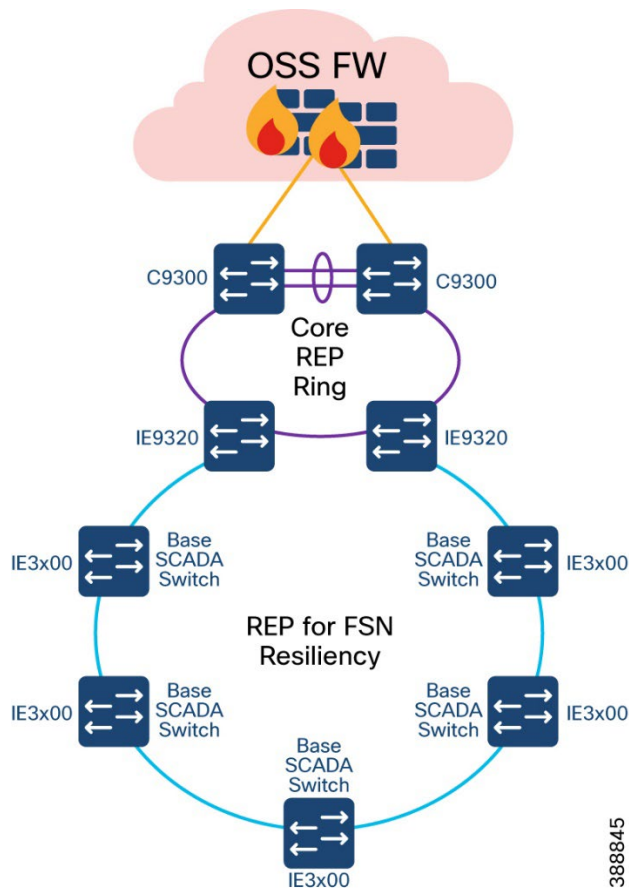 OSS FW
C9300
C9300
Core
REP
Ring
IE9320
IE9320
IE3x00
Base
SCADA
Switch
Base
SCADA
Switch
IE3x00
REP for FSN
Resiliency
IE3x00
Base
SCADA
Switch
Base
SCADA
Switch
IE3x00
Base
SCADA
Switch
IE3x00
388845